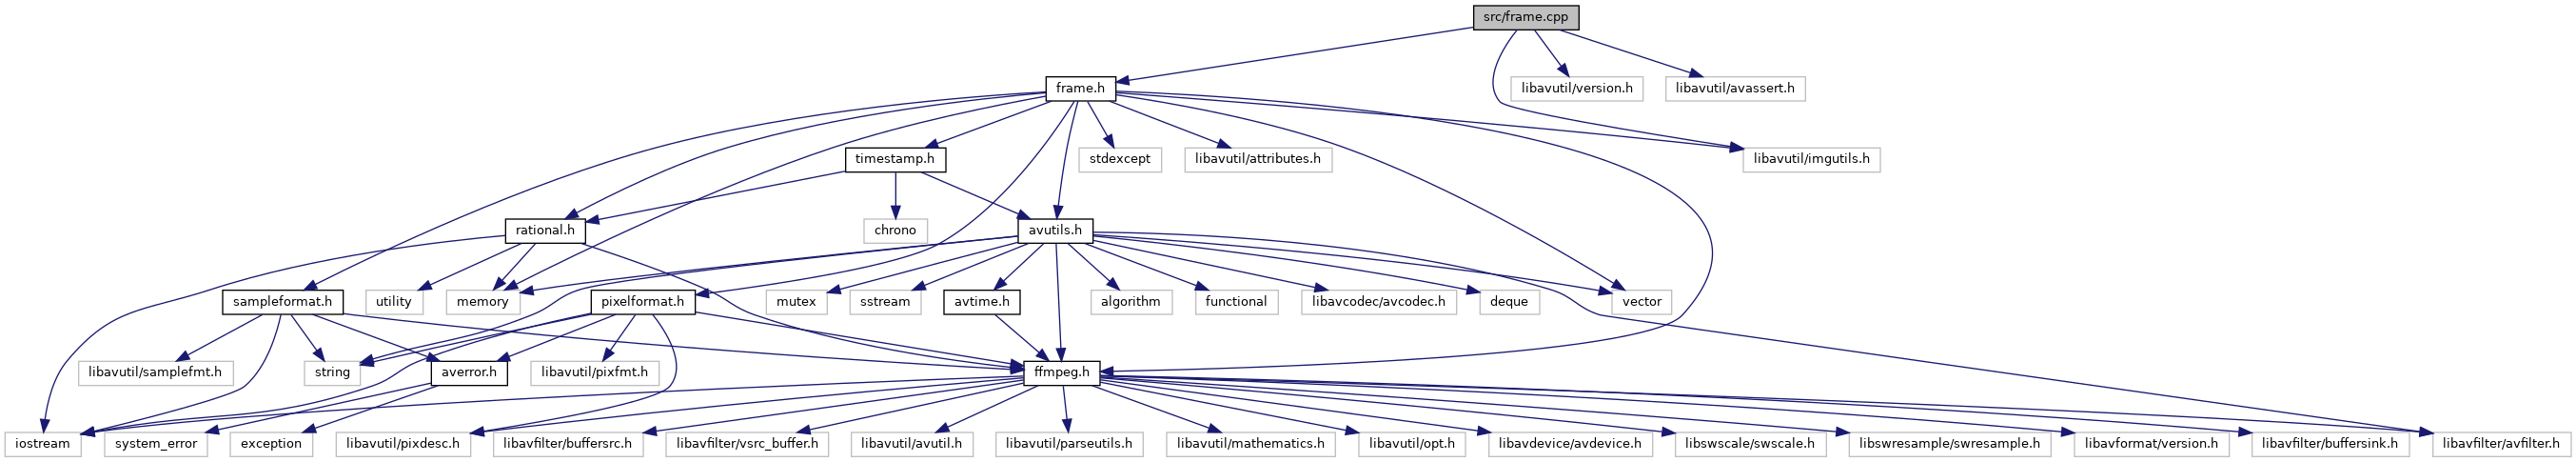 src/frame.cpp
frame.h
libavutil/version.h
libavutil/avassert.h
timestamp.h
stdexcept
libavutil/attributes.h
libavutil/imgutils.h
rational.h
chrono
avutils.h
sampleformat.h
utility
memory
pixelformat.h
mutex
sstream
avtime.h
algorithm
functional
libavcodec/avcodec.h
deque
vector
libavutil/samplefmt.h
string
averror.h
libavutil/pixfmt.h
ffmpeg.h
iostream
system_error
exception
libavutil/pixdesc.h
libavfilter/buffersrc.h
libavfilter/vsrc_buffer.h
libavutil/avutil.h
libavutil/parseutils.h
libavutil/mathematics.h
libavutil/opt.h
libavdevice/avdevice.h
libswscale/swscale.h
libswresample/swresample.h
libavformat/version.h
libavfilter/buffersink.h
libavfilter/avfilter.h